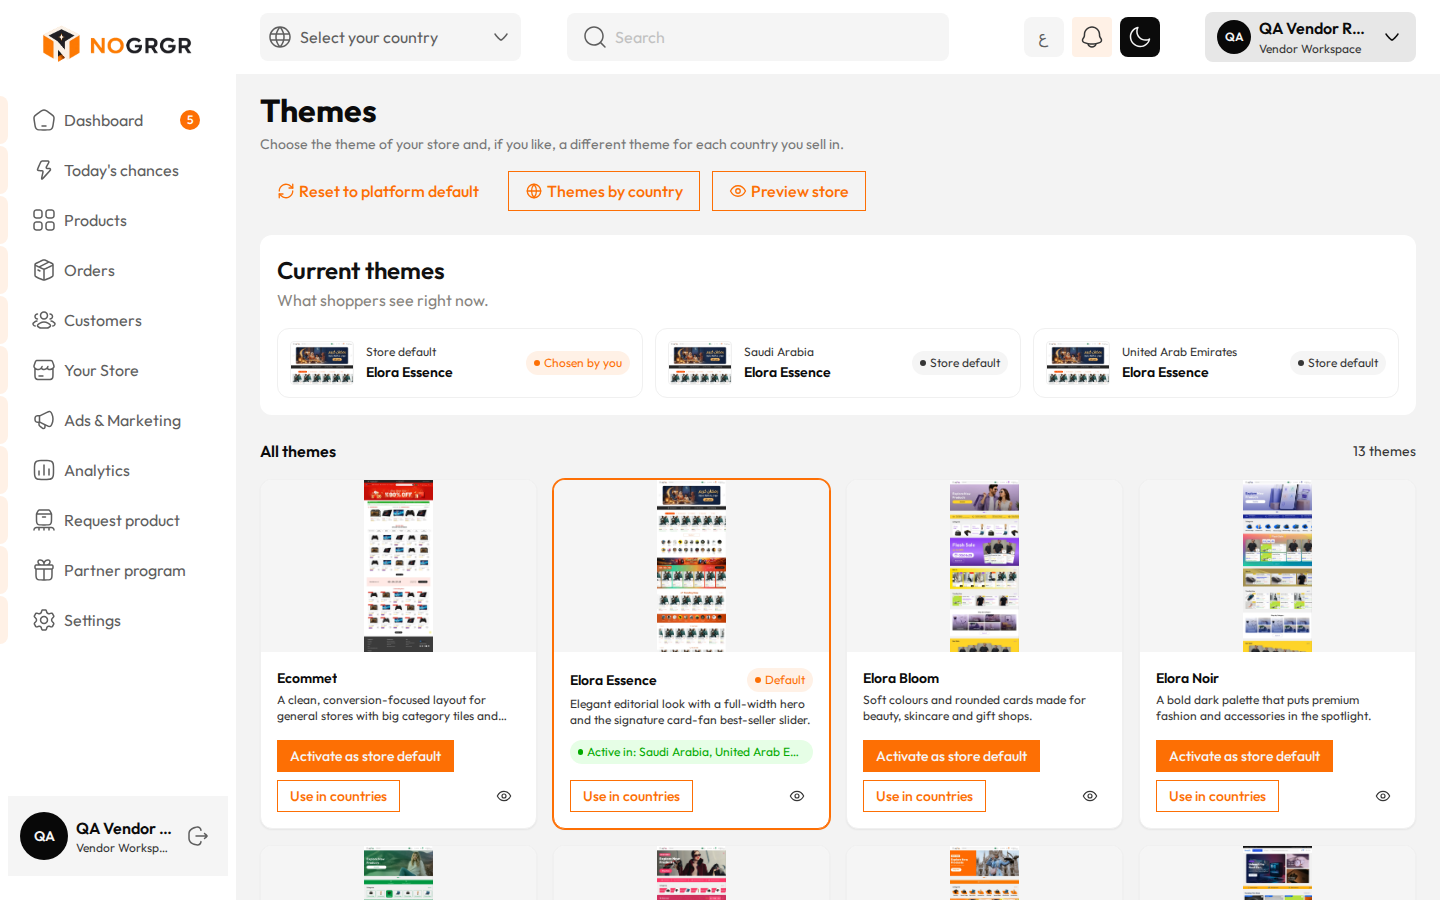 NOGRGR
Select your country
Search
ع
QA
QA Vendor R...
Vendor Workspace
Dashboard
5
Today's chances
Products
Orders
Customers
Your Store
Ads & Marketing
Analytics
Request product
Partner program
Settings
QA
QA Vendor ...
Vendor Worksp...
Themes
Choose the theme of your store and, if you like, a different theme for each country you sell in.
Reset to platform default
Themes by country
Preview store
Current themes
What shoppers see right now.
Store default
Elora Essence
Chosen by you
Saudi Arabia
Elora Essence
Store default
United Arab Emirates
Elora Essence
Store default
All themes
13 themes
Ecommet
A clean, conversion-focused layout for
general stores with big category tiles and...
Activate as store default
Use in countries
Elora Essence
Default
Elegant editorial look with a full-width hero
and the signature card-fan best-seller slider.
Active in: Saudi Arabia, United Arab E...
Use in countries
Elora Bloom
Soft colours and rounded cards made for
beauty, skincare and gift shops.
Activate as store default
Use in countries
Elora Noir
A bold dark palette that puts premium
fashion and accessories in the spotlight.
Activate as store default
Use in countries